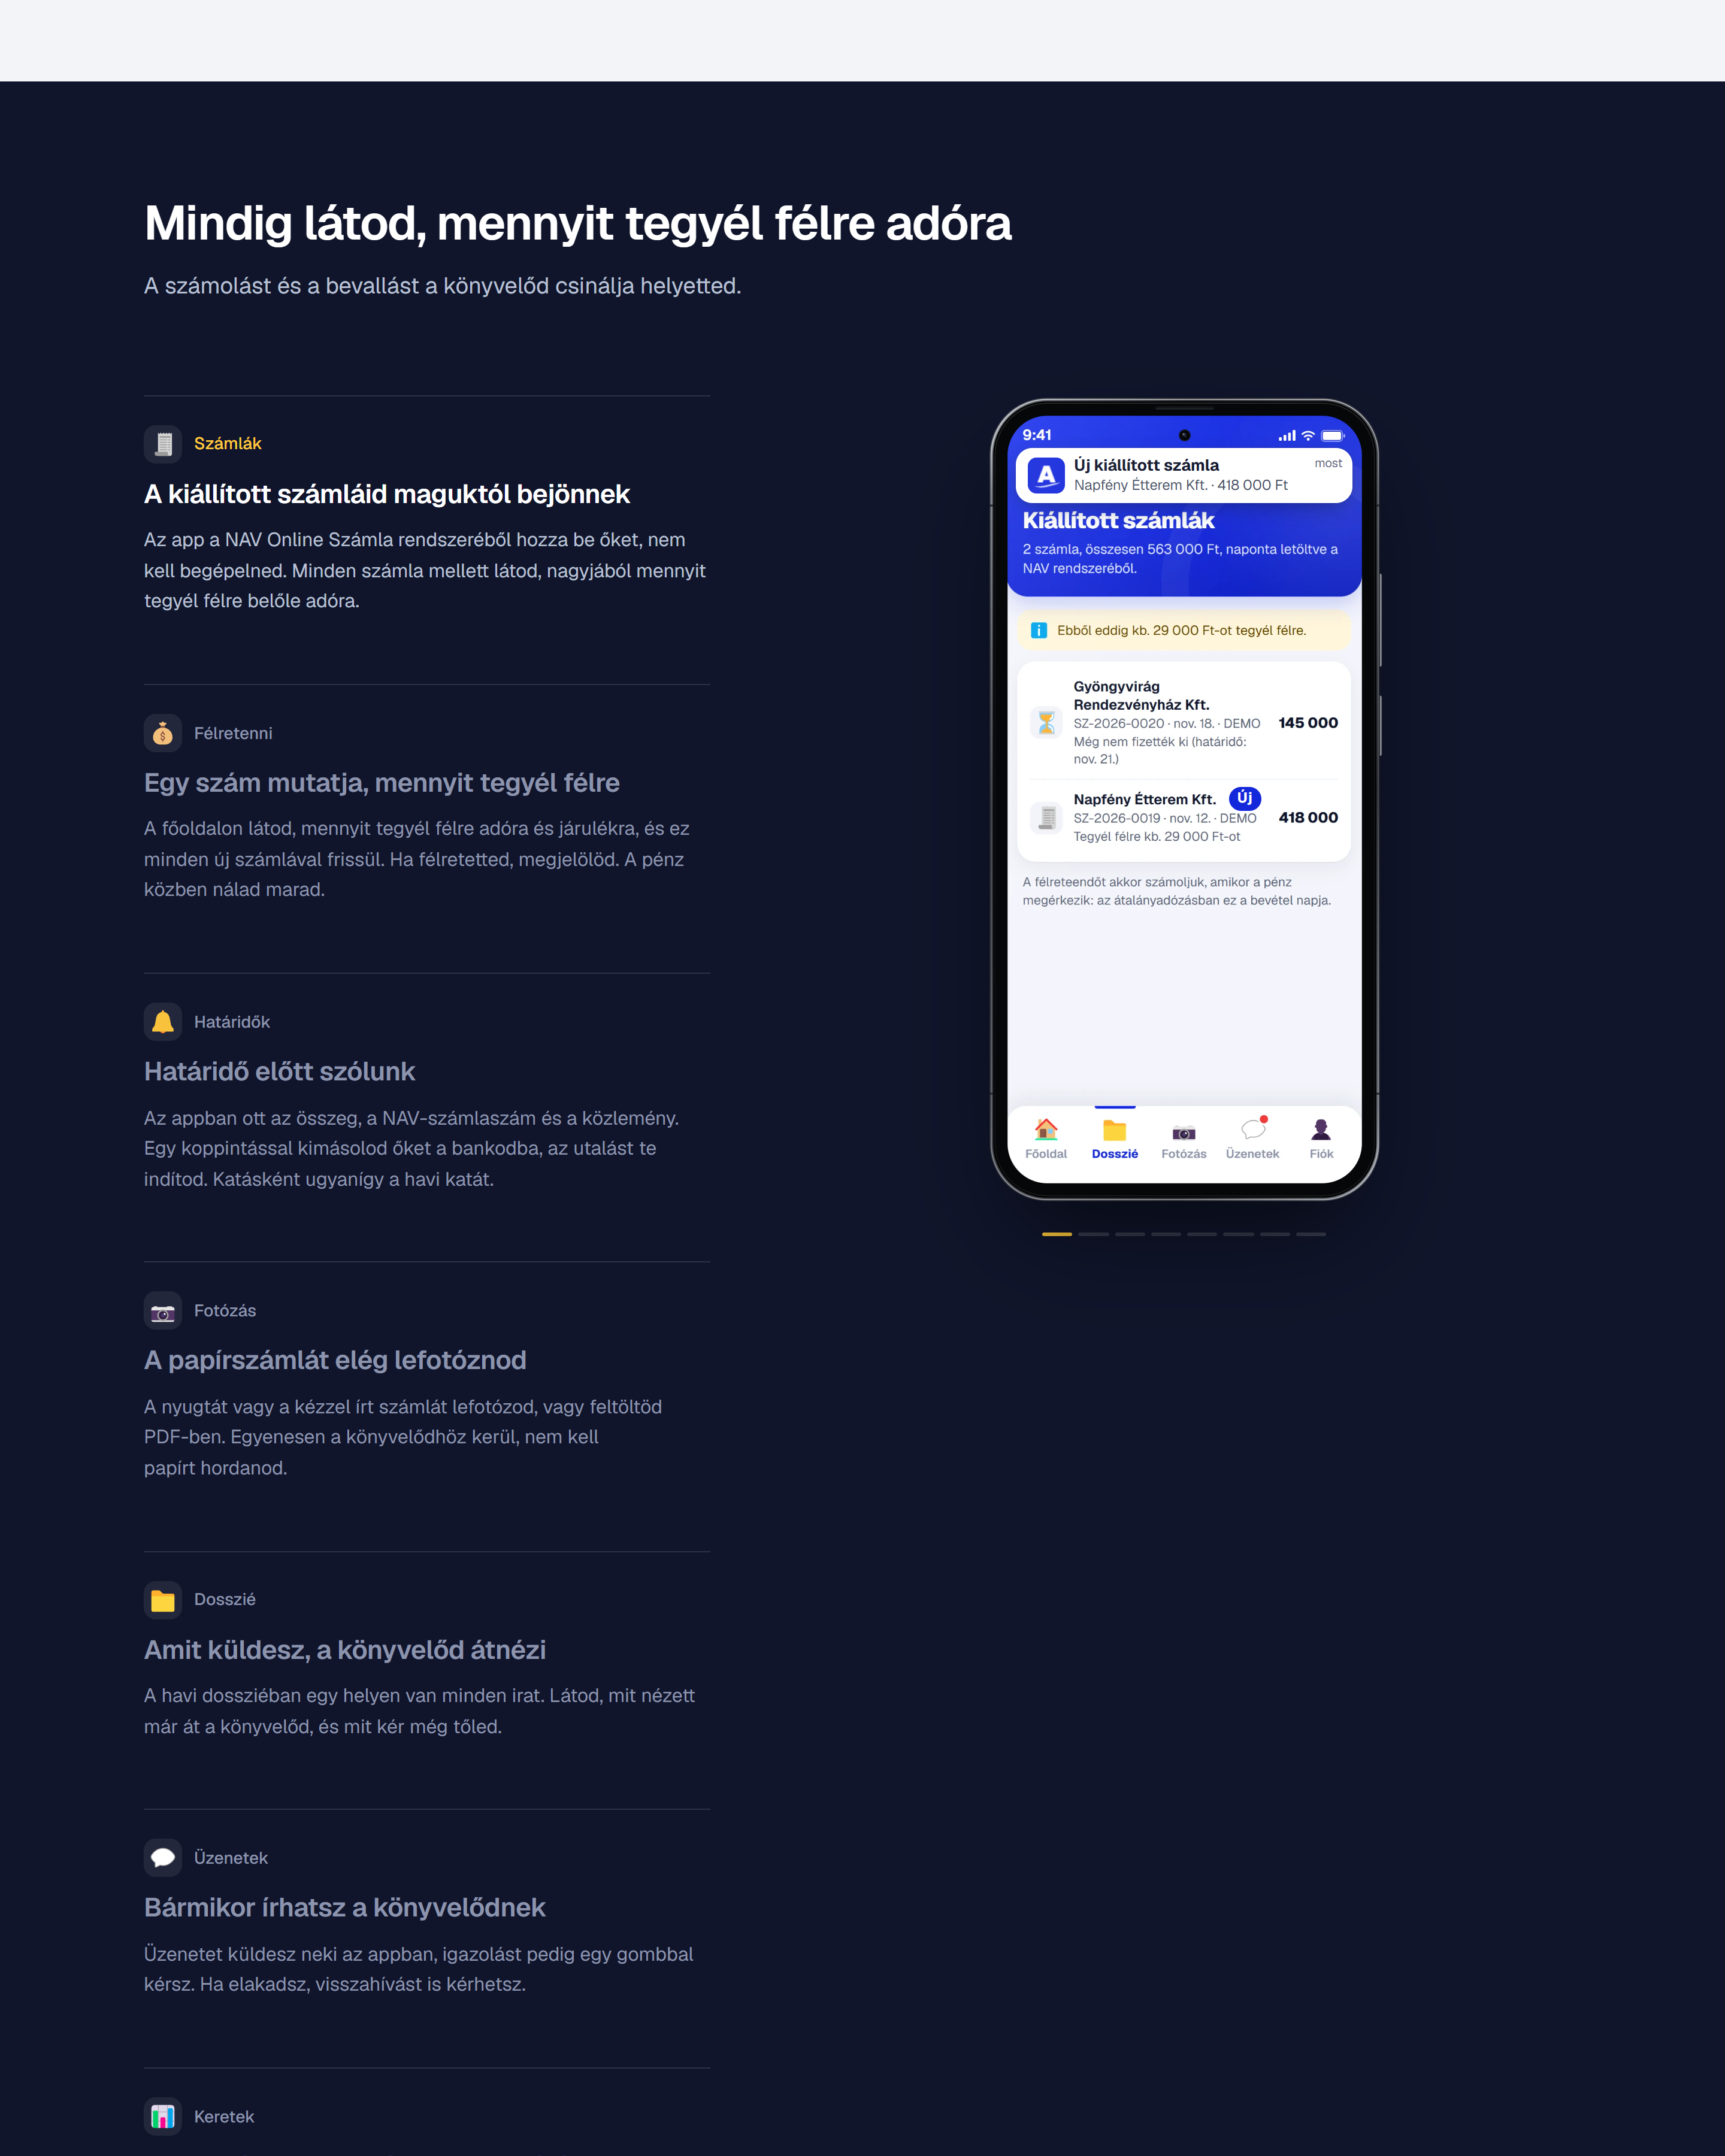 Mindig látod, mennyit tegyél félre adóra
A számolást és a bevallást a könyvelőd csinálja helyetted.
Számlák
A kiállított számláid maguktól bejönnek
Az app a NAV Online Számla rendszeréből hozza be őket, nem
kell begépelned. Minden számla mellett látod, nagyjából mennyit
tegyél félre belőle adóra.
Félretenni
Egy szám mutatja, mennyit tegyél félre
A főoldalon látod, mennyit tegyél félre adóra és járulékra, és ez
minden új számlával frissül. Ha félretetted, megjelölöd. A pénz
közben nálad marad.
Határidők
Határidő előtt szólunk
Az appban ott az összeg, a NAV-számlaszám és a közlemény.
Egy koppintással kimásolod őket a bankodba, az utalást te
indítod. Katásként ugyanígy a havi katát.
Fotózás
A papírszámlát elég lefotóznod
A nyugtát vagy a kézzel írt számlát lefotózod, vagy feltöltöd
PDF-ben. Egyenesen a könyvelődhöz kerül, nem kell
papírt hordanod.
Dosszié
Amit küldesz, a könyvelőd átnézi
A havi dossziéban egy helyen van minden irat. Látod, mit nézett
már át a könyvelőd, és mit kér még tőled.
Üzenetek
Bármikor írhatsz a könyvelődnek
Üzenetet küldesz neki az appban, igazolást pedig egy gombbal
kérsz. Ha elakadsz, visszahívást is kérhetsz.
Keretek
9:41
A
Új kiállított számla
most
Napfény Étterem Kft. · 418 000 Ft
Kiállított számlák
2 számla, összesen 563 000 Ft, naponta letöltve a
NAV rendszeréből.
Ebből eddig kb. 29 000 Ft-ot tegyél félre.
Gyöngyvirág
Rendezvényház Kft.
SZ-2026-0020 · nov. 18. · DEMO
145 000
Még nem fizették ki (határidő:
nov. 21.)
Napfény Étterem Kft. Új
SZ-2026-0019 · nov. 12. · DEMO
418 000
Tegyél félre kb. 29 000 Ft-ot
A félreteendőt akkor számoljuk, amikor a pénz
megérkezik: az átalányadózásban ez a bevétel napja.
Főoldal Dosszié Fotózás Üzenetek Fiók